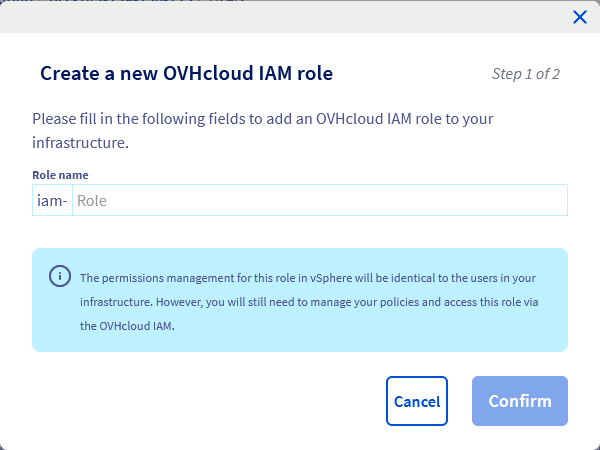 Create a new OVHcloud IAM role
Step 1 of 2
Please fill in the following fields to add an OVHcloud IAM role to your
infrastructure.
Role name
iam- Role
The permissions management for this role in vSphere will be identical to the users in your
infrastructure. However, you will still need to manage your policies and access this role via
the OVHcloud IAM.
Cancel
Confirm